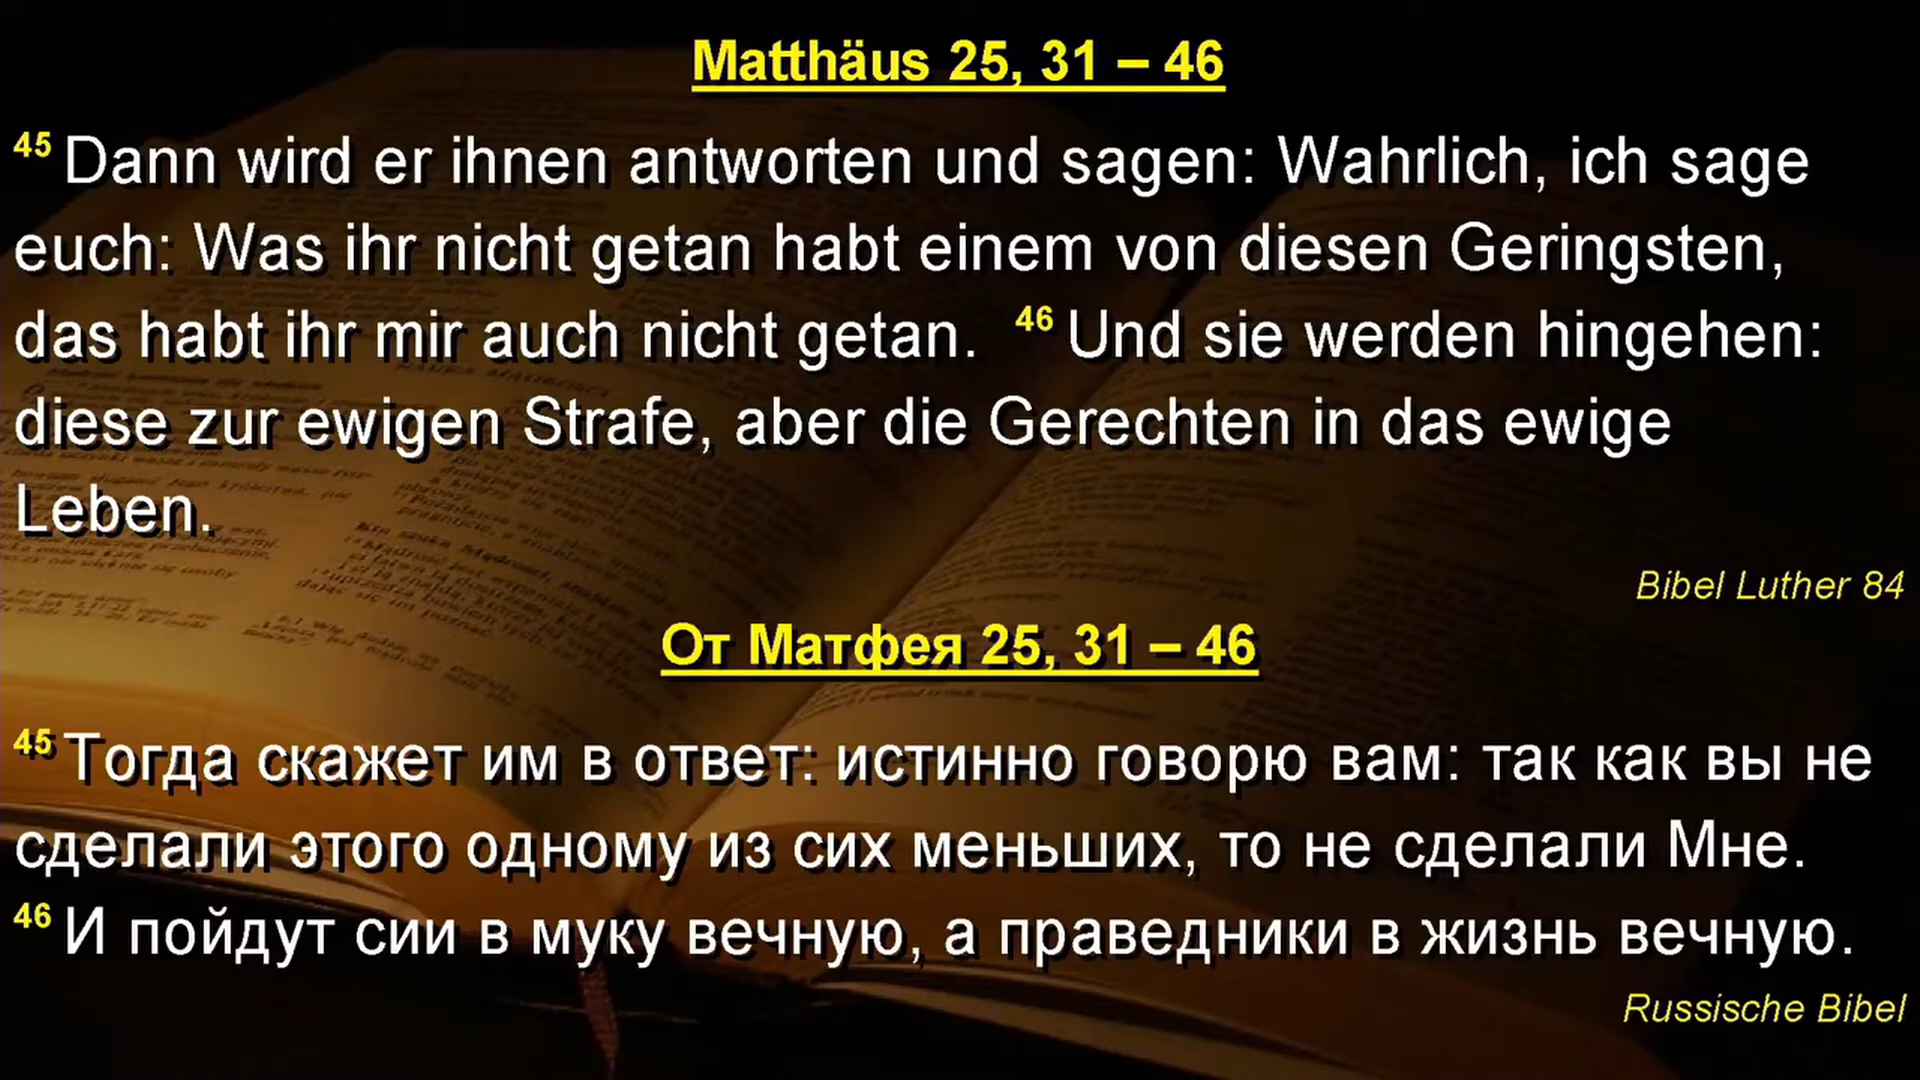 Matthäus 25, 31 – 46
45 Dann wird er ihnen antworten und sagen: Wahrlich, ich sage
euch: Was ihr nicht getan habt einem von diesen Geringsten,
das habt ihr mir auch nicht getan. 46 Und sie werden hingehen:
diese zur ewigen Strafe, aber die Gerechten in das ewige
Leben.
Bibel Luther 84
От Матфея 25, 31 – 46
45 Тогда скажет им в ответ: истинно говорю вам: так как вы не
сделали этого одному из сих меньших, то не сделали Мне.
46 И пойдут сии в муку вечную, а праведники в жизнь вечную.
Russische Bibel